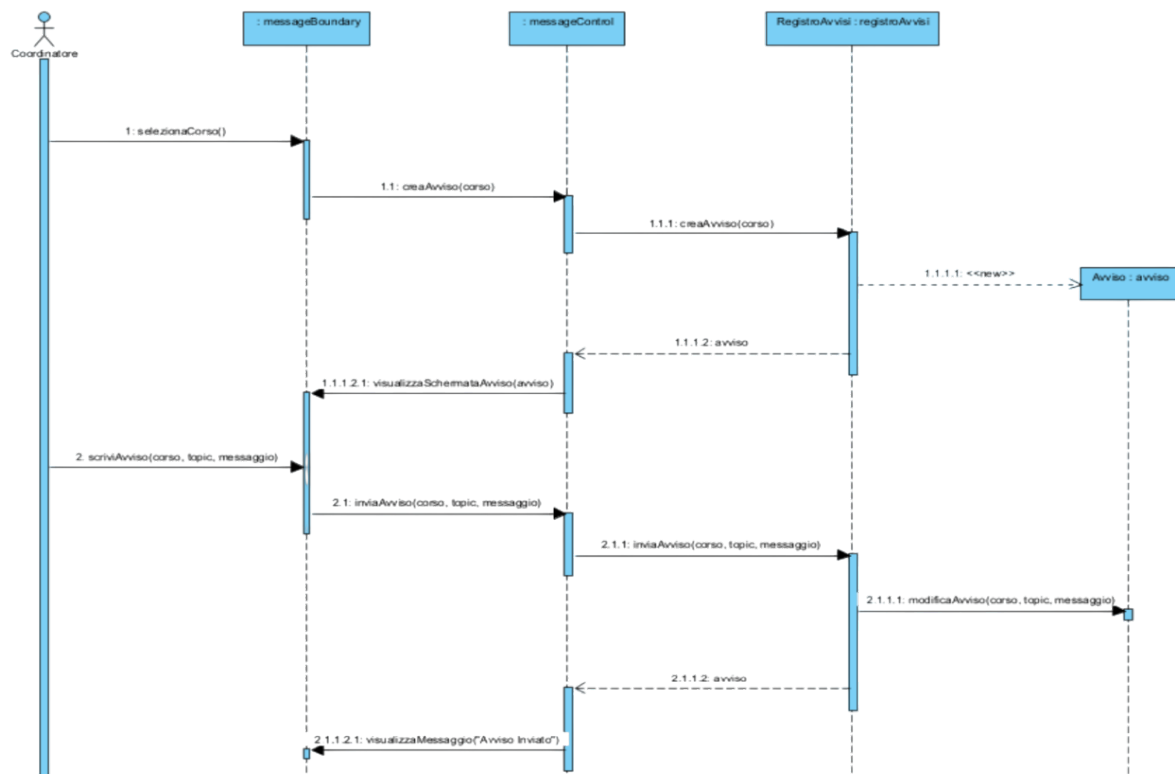 : messageBoundary
: messageControl
RegistroAvvisi : registroAvvisi
Coordinatore
1: selezionaCorso()
1.1: creaAvviso(corso)
1.1.1: creaAvviso(corso)
1.1.1.1: <<new>>
Avviso : avviso
1.1.1.2: avviso
1.1.1.2.1: visualizzaSchermataAvviso(avviso)
2. scriviAvviso(corso, topic, messaggio)
2.1: inviaAvviso(corso, topic, messaggio)
2.1.1: inviaAvviso(corso, topic, messaggio)
2.1.1.1: modificaAvviso(corso, topic, messaggio)
2.1.1.2: avviso
2.1.1.2.1: visualizzaMessaggio("Avviso Inviato")